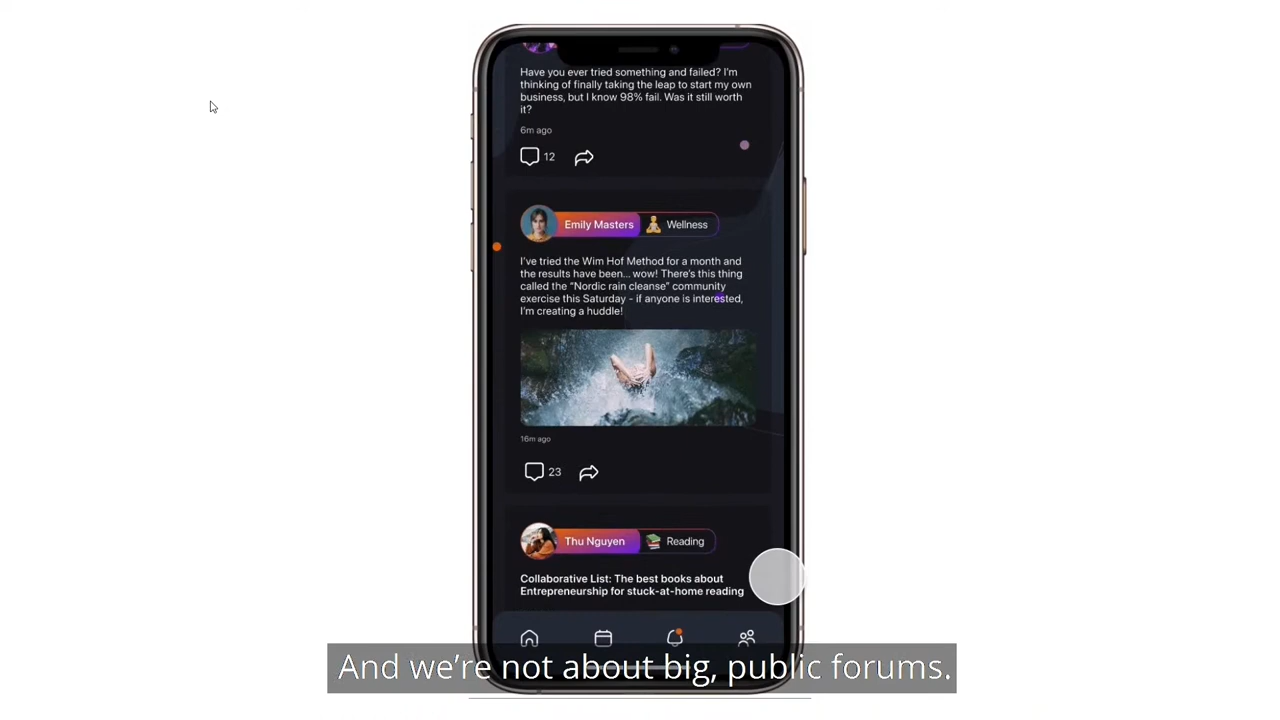 Have you ever tried something and failed? I'm
thinking of finally taking the leap to start my own
business, but I know 98% fail. Was it still worth
it?
6m ago
12
Emily Masters
Wellness
I've tried the Wim Hof Method for a month and
the results have been... wow! There's this thing
called the “Nordic rain cleanse” community
exercise this Saturday - if anyone is interested,
I'm creating a huddle!
16m ago
23
Thu Nguyen
Reading
Collaborative List: The best books about
Entrepreneurship for stuck-at-home reading
And we’re not about big, public forums.